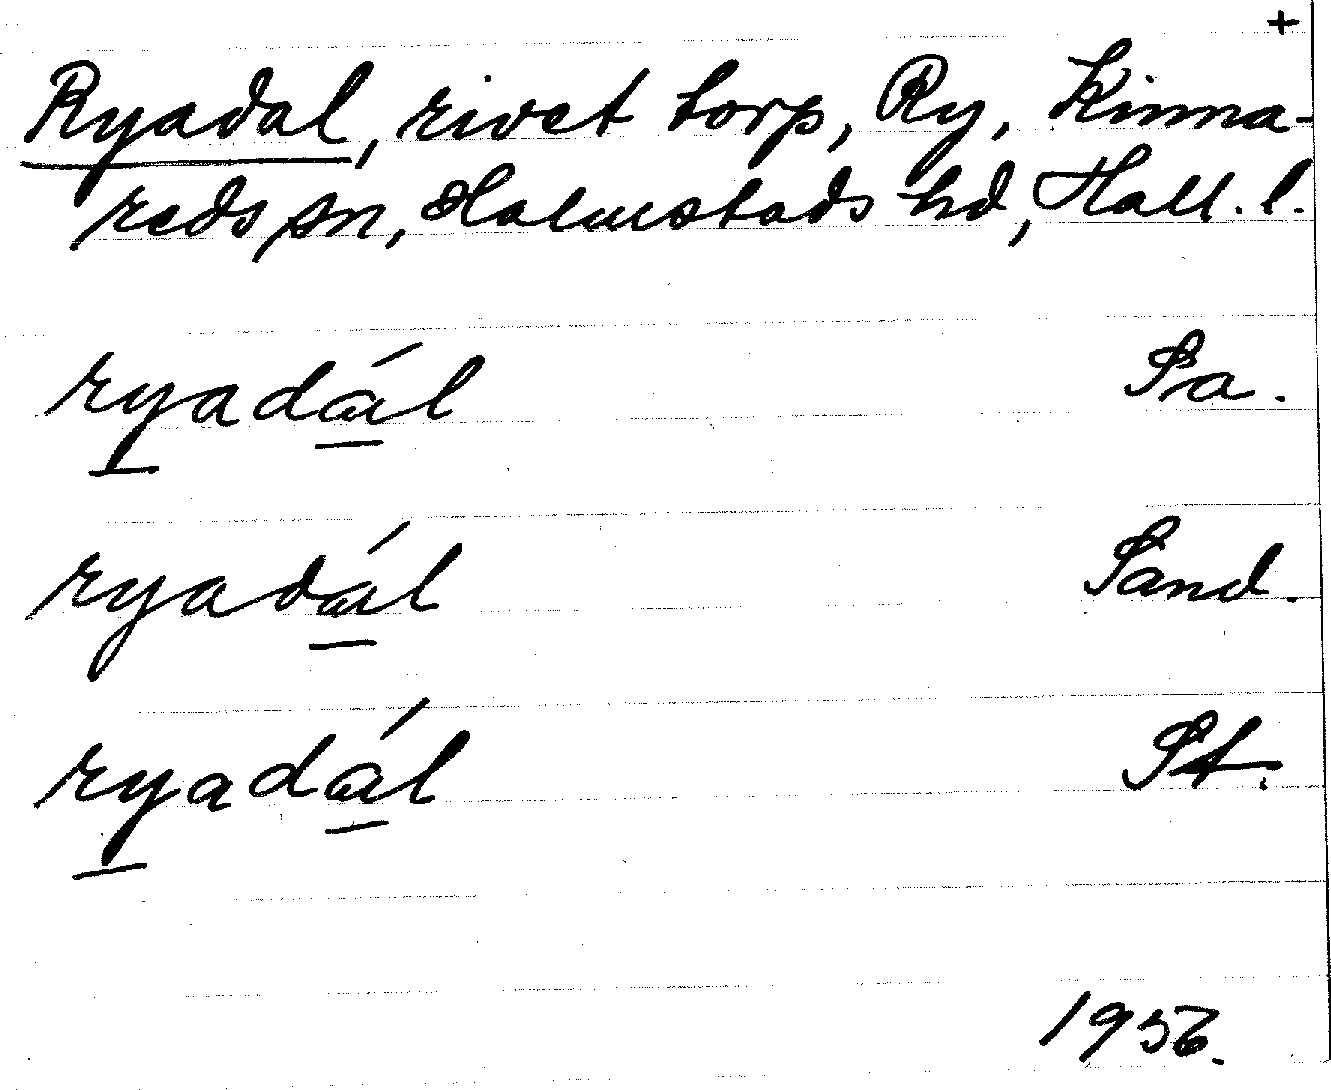 +
Ryadal, rivet torp, Ry, Kinna-
reds sn, Halmstads hd, Hall. l.
ryadál Sa.
ryadál Sand.
ryadál St.
1956.